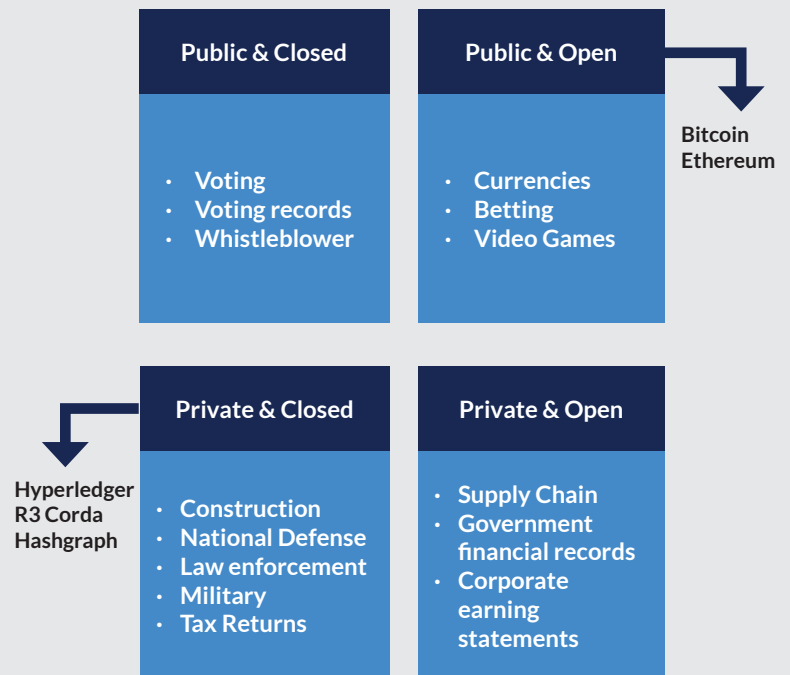 Public & Closed
Public & Open
Bitcoin
Ethereum
· Voting
· Voting records
· Whistleblower
· Currencies
· Betting
· Video Games
Private & Closed
Private & Open
Hyperledger
R3 Corda
Hashgraph
· Construction
· National Defense
· Law enforcement
· Military
· Tax Returns
· Supply Chain
· Government
financial records
· Corporate
earning
statements